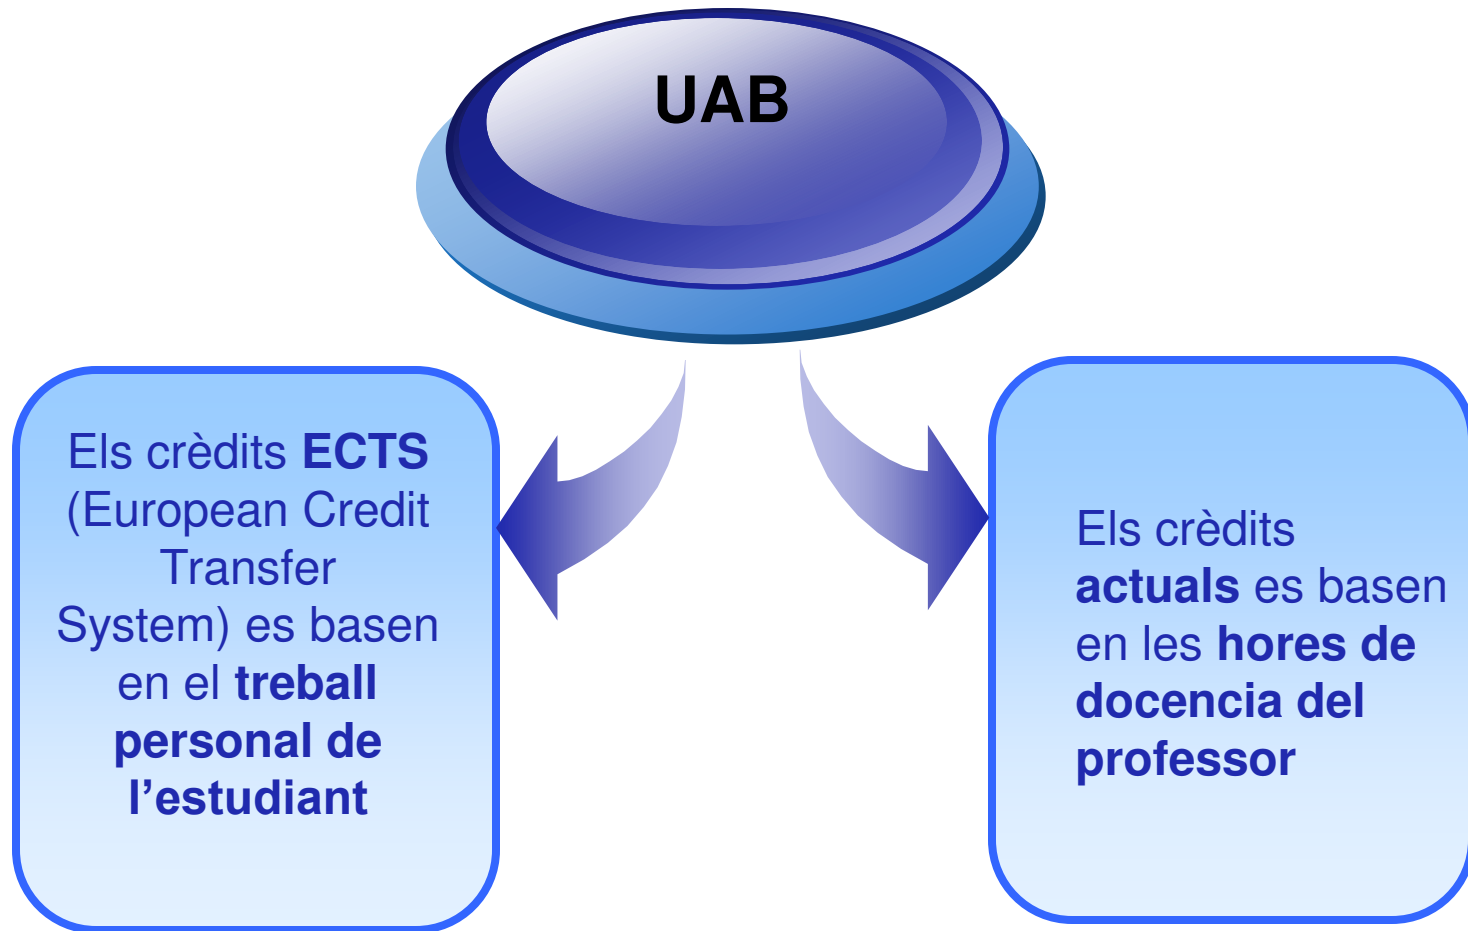 UAB
Els crèdits ECTS
(European Credit
Transfer
System) es basen
en el treball
personal de
l’estudiant
Els crèdits
actuals es basen
en les hores de
docencia del
professor